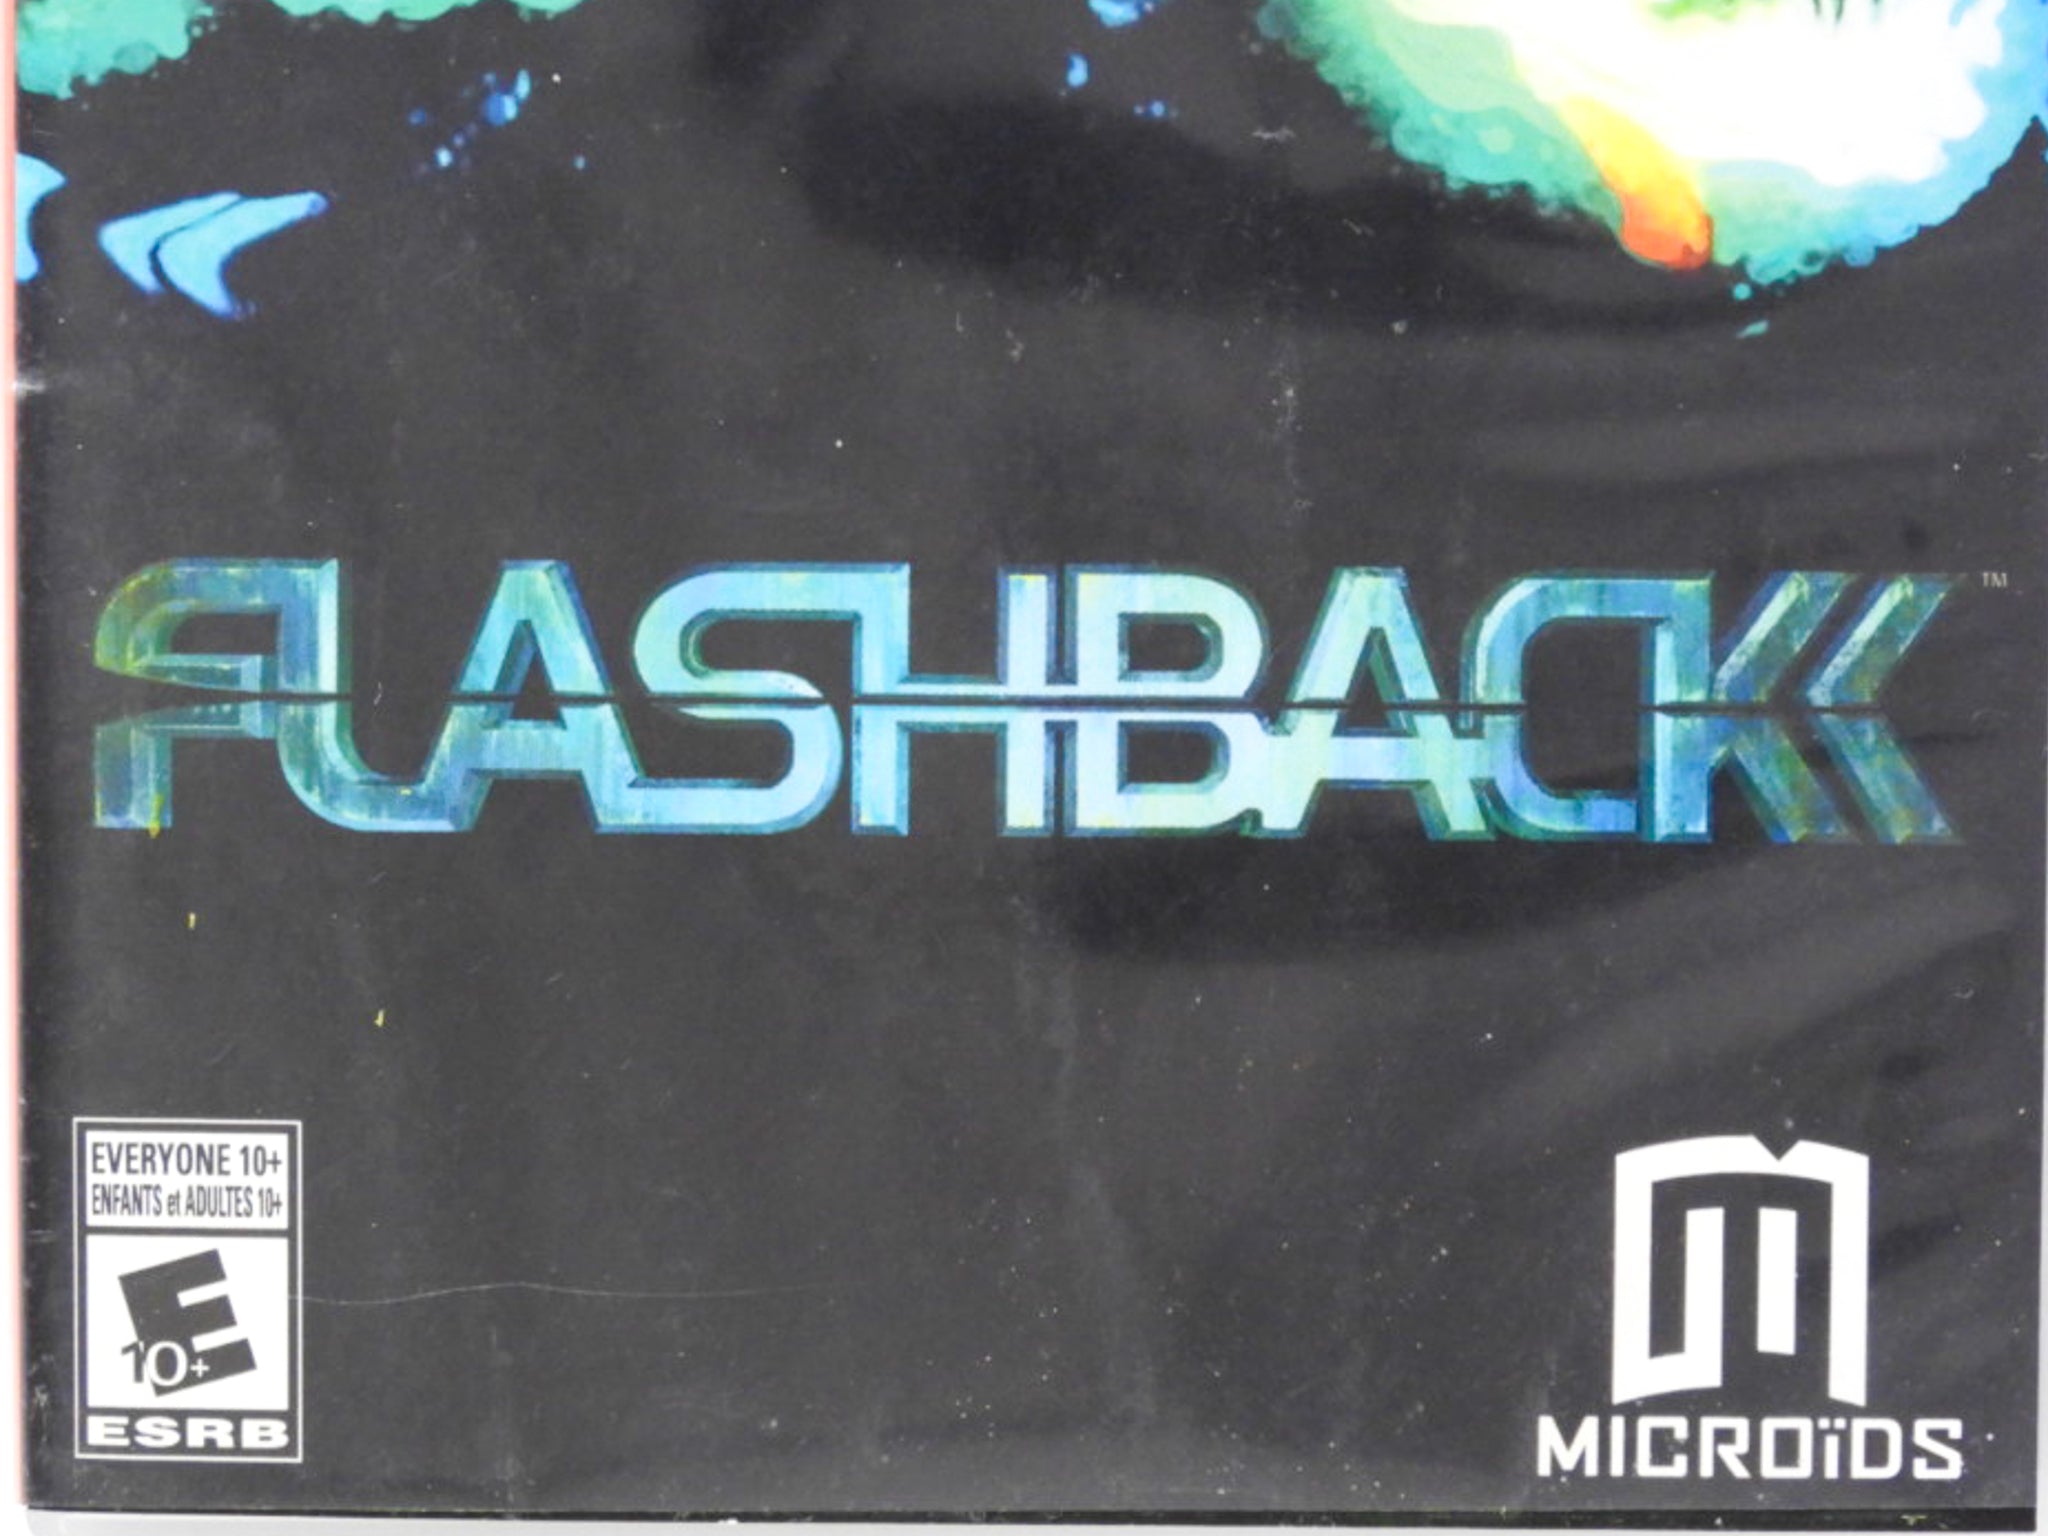 FLASHBACK™
EVERYONE 10+
ENFANTS et ADULTES 10+
E
10+
ESRB
MICROÏDS